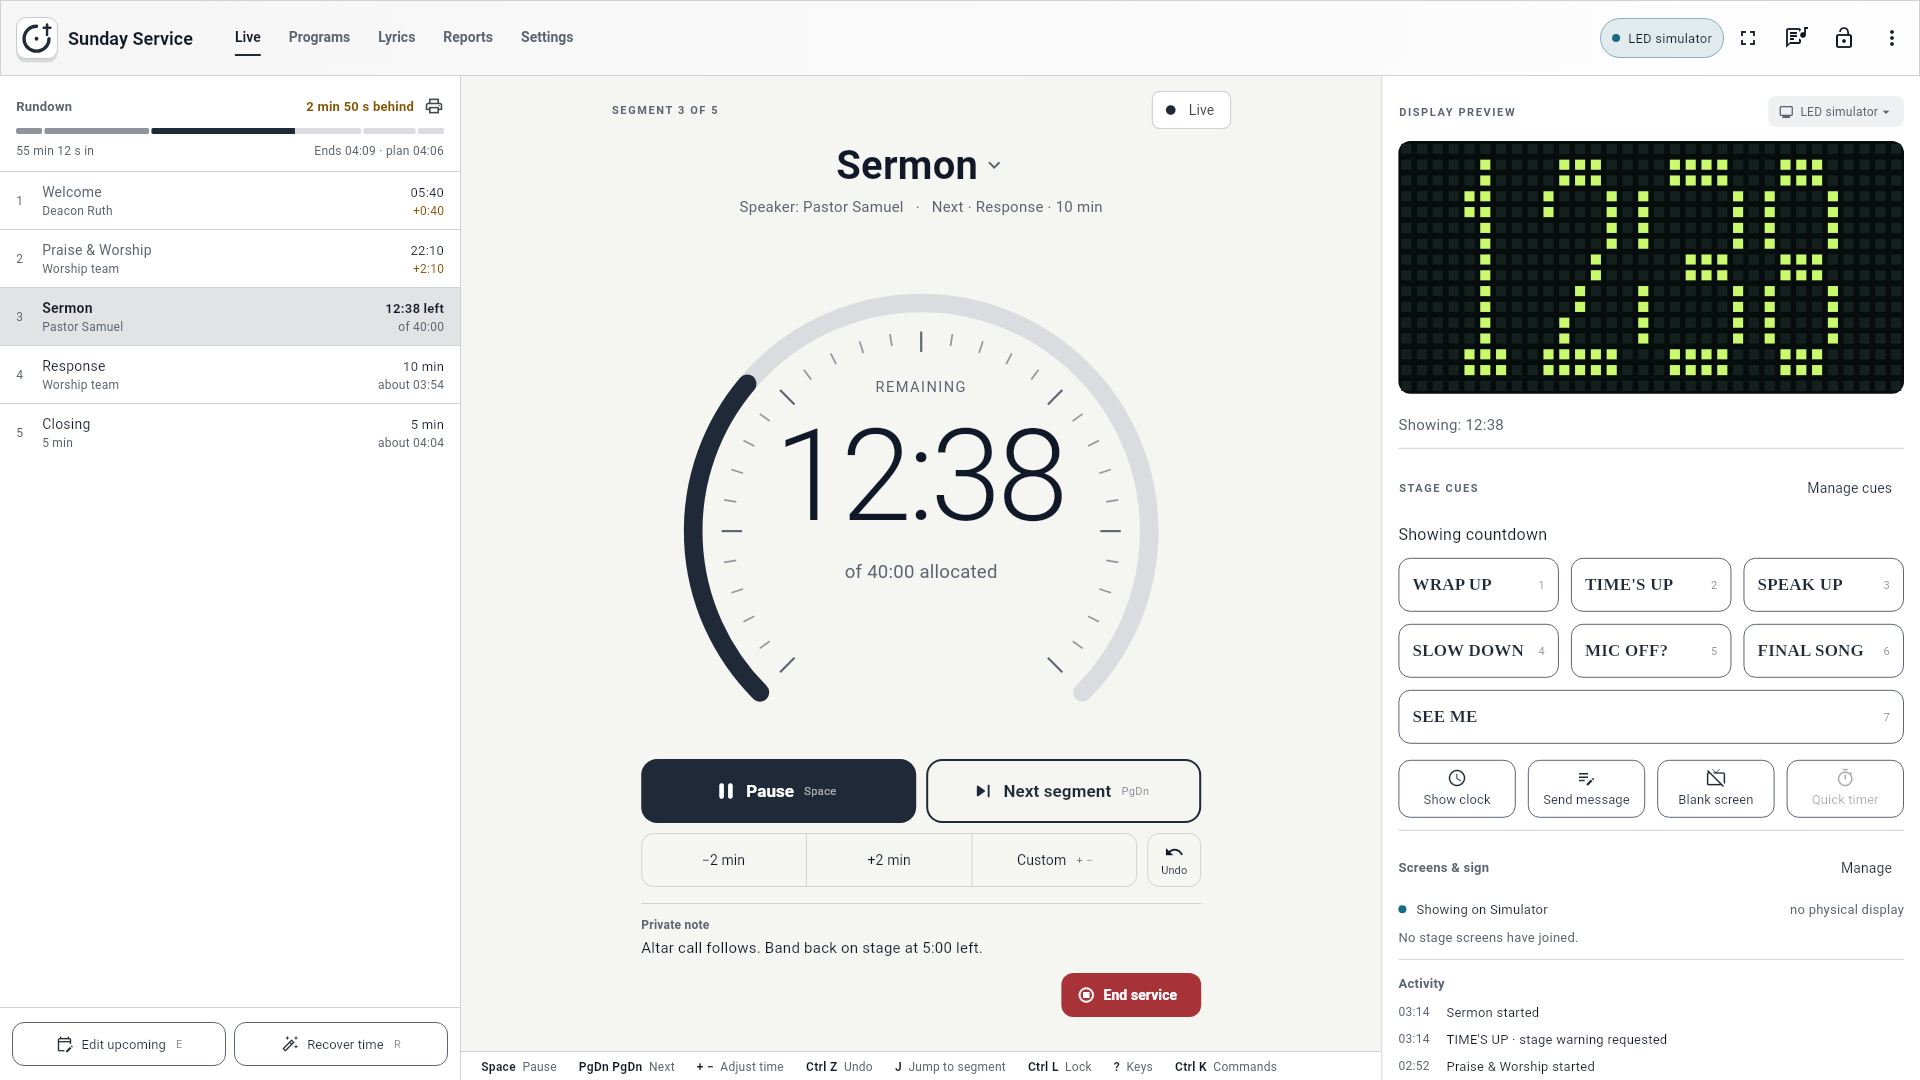 Sunday Service
Live
Programs
Lyrics
Reports
Settings
LED simulator
Rundown
2 min 50 s behind
55 min 12 s in
Ends 04:09 · plan 04:06
1
Welcome
05:40
Deacon Ruth
+0:40
2
Praise & Worship
22:10
Worship team
+2:10
3
Sermon
12:38 left
Pastor Samuel
of 40:00
4
Response
10 min
Worship team
about 03:54
5
Closing
5 min
5 min
about 04:04
Edit upcoming E
Recover time R
SEGMENT 3 OF 5
Live
Sermon
Speaker: Pastor Samuel · Next · Response · 10 min
REMAINING
12:38
of 40:00 allocated
Pause Space
Next segment PgDn
−2 min
+2 min
Custom + −
Undo
Private note
Altar call follows. Band back on stage at 5:00 left.
End service
Space Pause PgDn PgDn Next + − Adjust time Ctrl Z Undo J Jump to segment Ctrl L Lock ? Keys Ctrl K Commands
DISPLAY PREVIEW
LED simulator
12:38
Showing: 12:38
STAGE CUES
Manage cues
Showing countdown
WRAP UP 1
TIME'S UP 2
SPEAK UP 3
SLOW DOWN 4
MIC OFF? 5
FINAL SONG 6
SEE ME 7
Show clock
Send message
Blank screen
Quick timer
Screens & sign
Manage
Showing on Simulator
no physical display
No stage screens have joined.
Activity
03:14 Sermon started
03:14 TIME'S UP · stage warning requested
02:52 Praise & Worship started